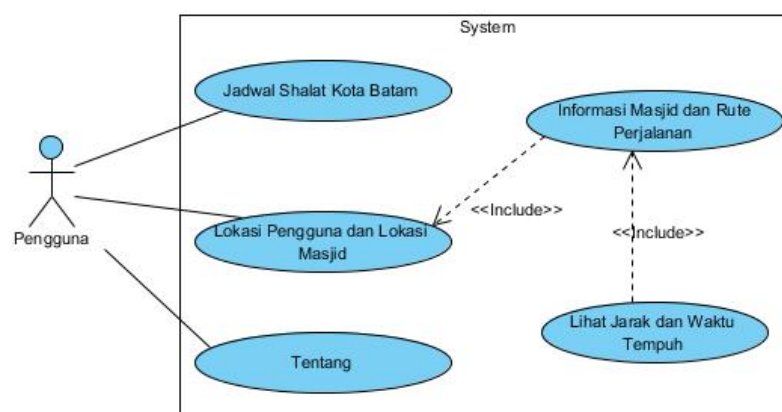 System
Jadwal Shalat Kota Batam
Informasi Masjid dan Rute
Perjalanan
Pengguna
Lokasi Pengguna dan Lokasi
Masjid
<<Include>>
<<Include>>
Tentang
Lihat Jarak dan Waktu
Tempuh